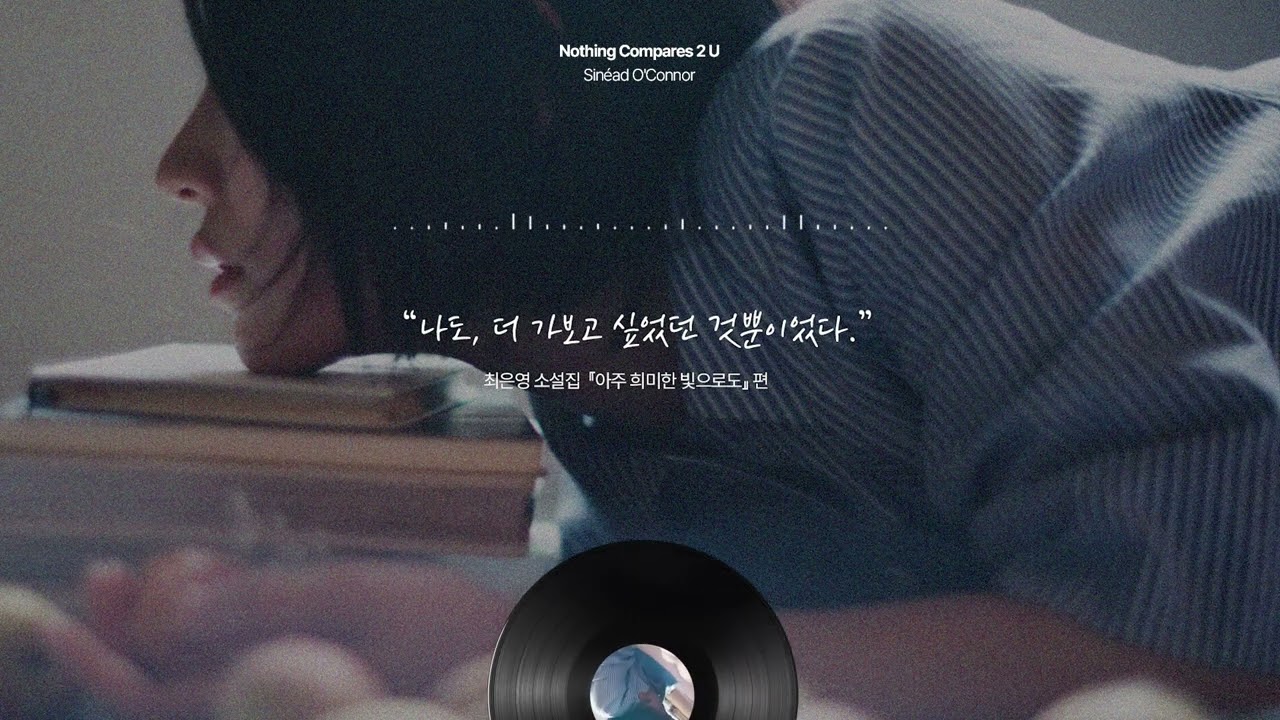 Nothing Compares 2 U
Sinéad O'Connor
“나도, 더 가보고 싶었던 것뿐이었다.”
최은영 소설집 『아주 희미한 빛으로도』 편